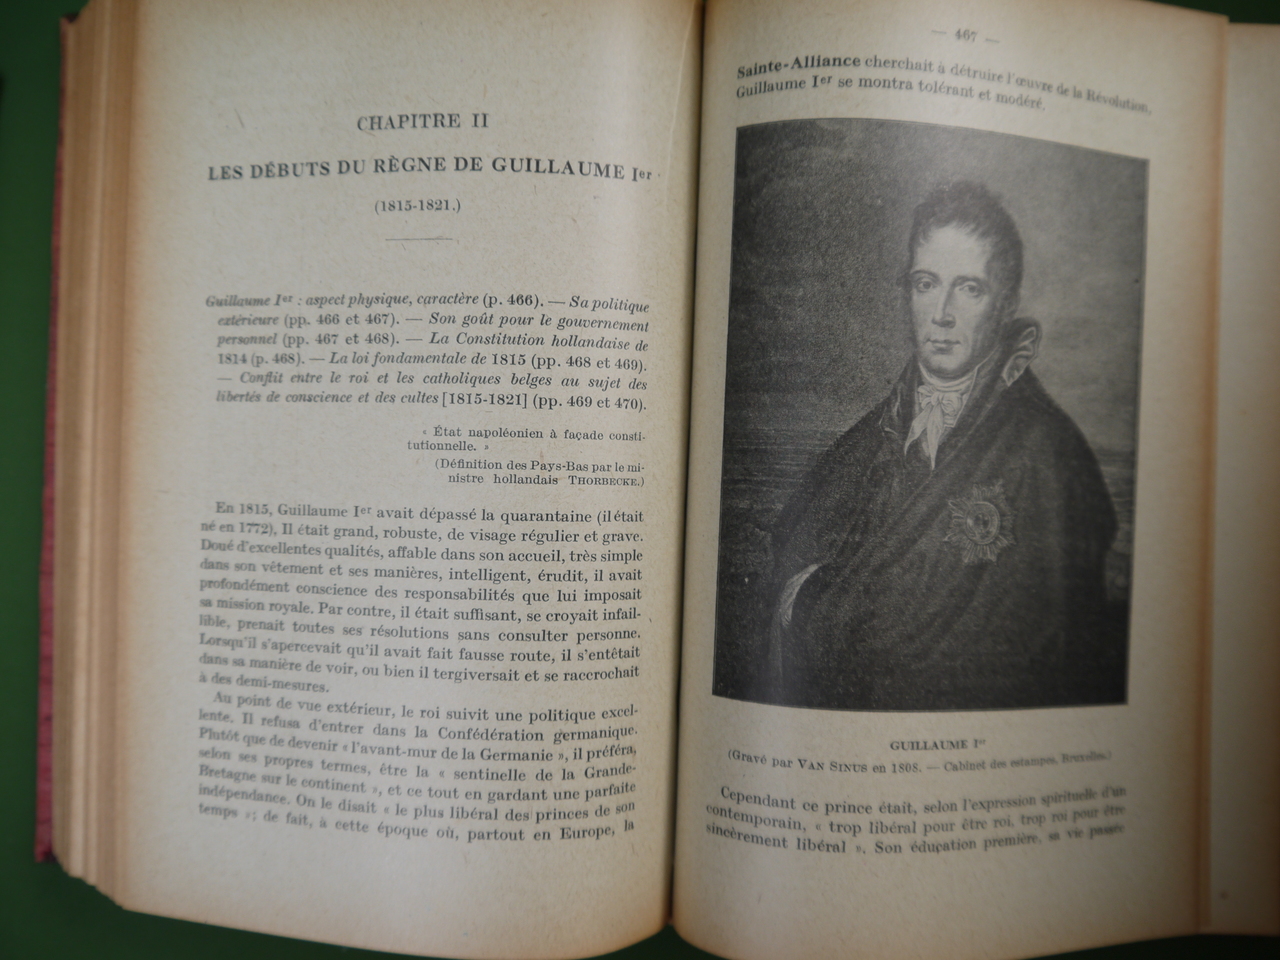 CHAPITRE II
LES DÉBUTS DU RÈGNE DE GUILLAUME Ier
(1815-1821.)
Guillaume Ier : aspect physique, caractère (p. 466). — Sa politique
extérieure (pp. 466 et 467). — Son goût pour le gouvernement
personnel (pp. 467 et 468). — La Constitution hollandaise de
1814 (p. 468). — La loi fondamentale de 1815 (pp. 468 et 469).
— Conflit entre le roi et les catholiques belges au sujet des
libertés de conscience et des cultes [1815-1821] (pp. 469 et 470).
« État napoléonien à façade consti-
tutionnelle. »
(Définition des Pays-Bas par le mi-
nistre hollandais THORBECKE.)
En 1815, Guillaume Ier avait dépassé la quarantaine (il était
né en 1772). Il était grand, robuste, de visage régulier et grave.
Doué d'excellentes qualités, affable dans son accueil, très simple
dans son vêtement et ses manières, intelligent, érudit, il avait
profondément conscience des responsabilités que lui imposait
sa mission royale. Par contre, il était suffisant, se croyait infail-
lible, prenait toutes ses résolutions sans consulter personne.
Lorsqu'il s'apercevait qu'il avait fait fausse route, il s'entêtait
dans sa manière de voir, ou bien il tergiversait et se raccrochait
à des demi-mesures.
Au point de vue extérieur, le roi suivit une politique excel-
lente. Il refusa d'entrer dans la Confédération germanique.
Plutôt que de devenir « l'avant-mur de la Germanie », il préféra,
selon ses propres termes, être la « sentinelle de la Grande-
Bretagne sur le continent », et ce tout en gardant une parfaite
indépendance. On le disait « le plus libéral des princes de son
temps »; de fait, à cette époque où, partout en Europe, la
— 467 —
Sainte-Alliance cherchait à détruire l'œuvre de la Révolution,
Guillaume Ier se montra tolérant et modéré.
GUILLAUME Ier
(Gravé par VAN SINUS en 1808. — Cabinet des estampes, Bruxelles.)
Cependant ce prince était, selon l'expression spirituelle d'un
contemporain, « trop libéral pour être roi, trop roi pour être
sincèrement libéral ». Son éducation première, sa vie passée